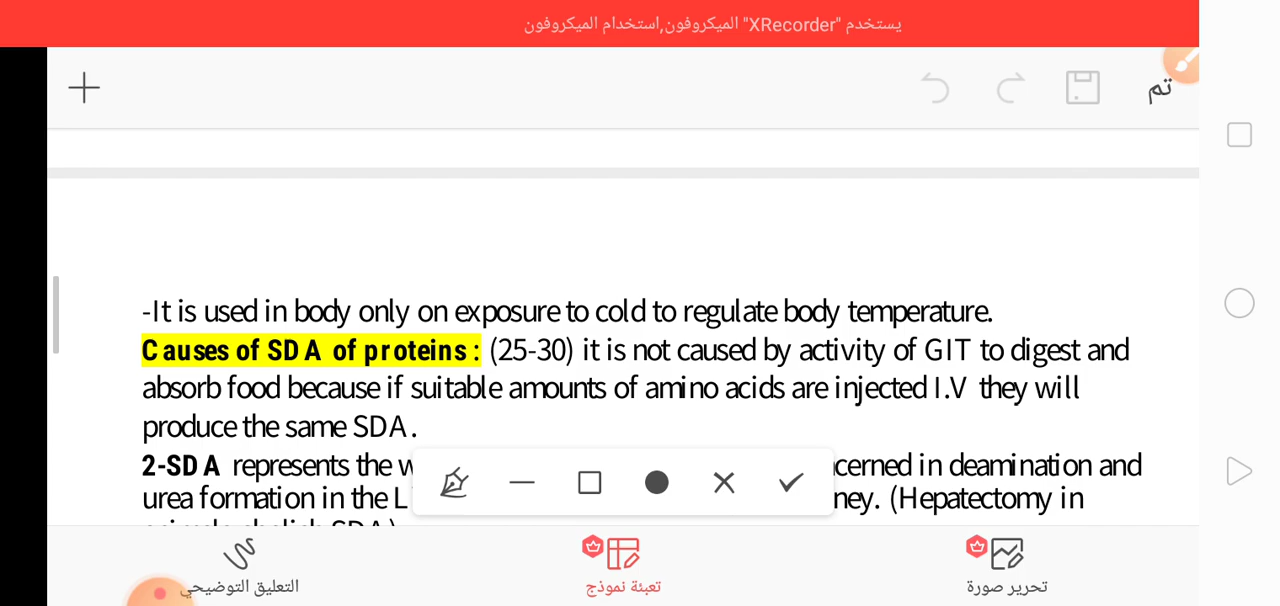 يستخدم "XRecorder" الميكروفون,استخدام الميكروفون
تم
-It is used in body only on exposure to cold to regulate body temperature.
Causes of SDA of proteins: (25-30) it is not caused by activity of GIT to digest and
absorb food because if suitable amounts of amino acids are injected I.V they will
produce the same SDA.
2-SDA represents the cerned in deamination and
urea formation in the L ney. (Hepatectomy in
التعليق التوضيحي
تعبئة نموذج
تحرير صورة